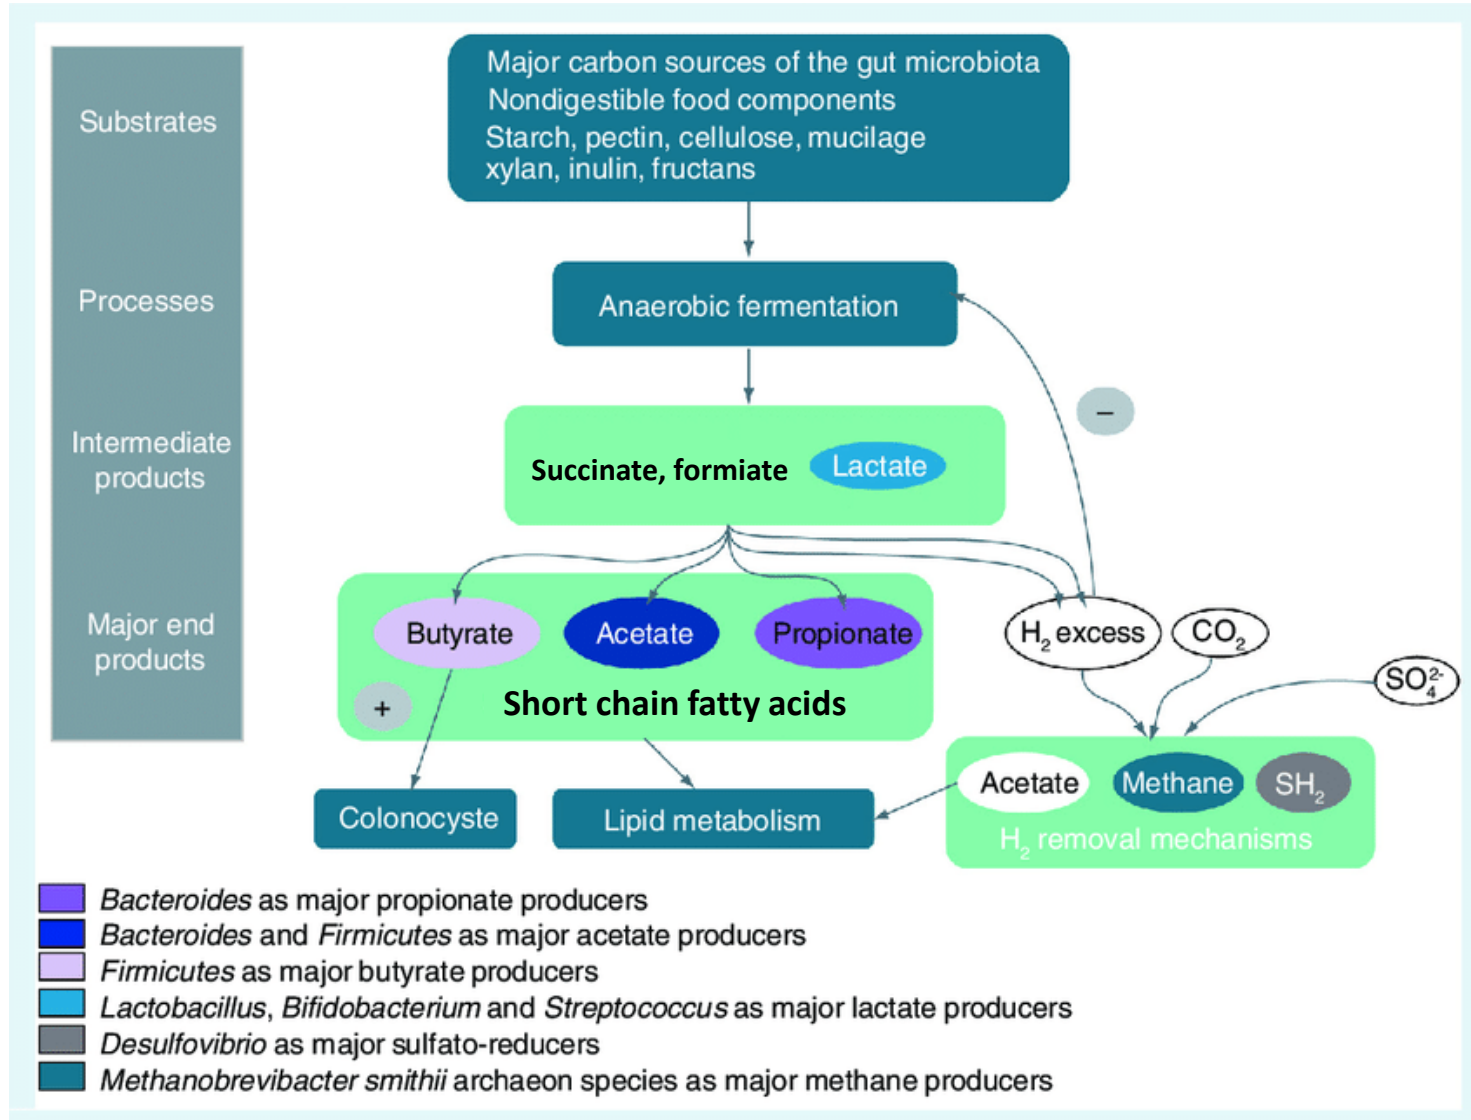 Substrates
Processes
Intermediate
products
Major end
products
Major carbon sources of the gut microbiota
Nondigestible food components
Starch, pectin, cellulose, mucilage
xylan, inulin, fructans
Anaerobic fermentation
−
Succinate, formiate
Lactate
Butyrate
Acetate
Propionate
H₂ excess
CO₂
SO₄²⁻
+
Short chain fatty acids
Colonocyste
Lipid metabolism
Acetate
Methane
SH₂
H₂ removal mechanisms
Bacteroides as major propionate producers
Bacteroides and Firmicutes as major acetate producers
Firmicutes as major butyrate producers
Lactobacillus, Bifidobacterium and Streptococcus as major lactate producers
Desulfovibrio as major sulfato-reducers
Methanobrevibacter smithii archaeon species as major methane producers